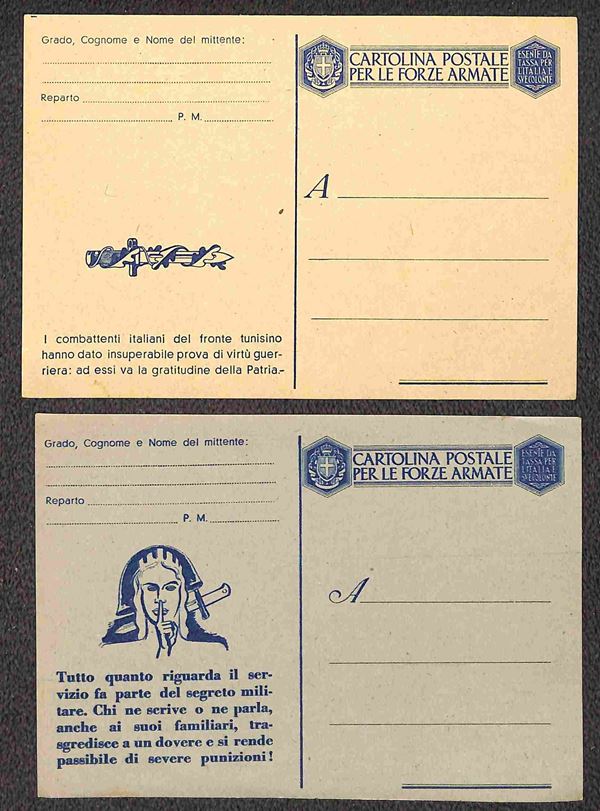 Grado, Cognome e Nome del mittente:
Reparto
P. M.
I combattenti italiani del fronte tunisino
hanno dato insuperabile prova di virtù guer-
riera: ad essi va la gratitudine della Patria.-
CARTOLINA POSTALE
PER LE FORZE ARMATE
ESENTE DA
TASSA PER
L'ITALIA E
SVE COLONIE
A
Grado, Cognome e Nome del mittente:
Reparto
P. M.
Tutto quanto riguarda il ser-
vizio fa parte del segreto mili-
tare. Chi ne scrive o ne parla,
anche ai suoi familiari, tra-
sgredisce a un dovere e si rende
passibile di severe punizioni!
CARTOLINA POSTALE
PER LE FORZE ARMATE
ESENTE DA
TASSA PER
L'ITALIA E
SVE COLONIE
A